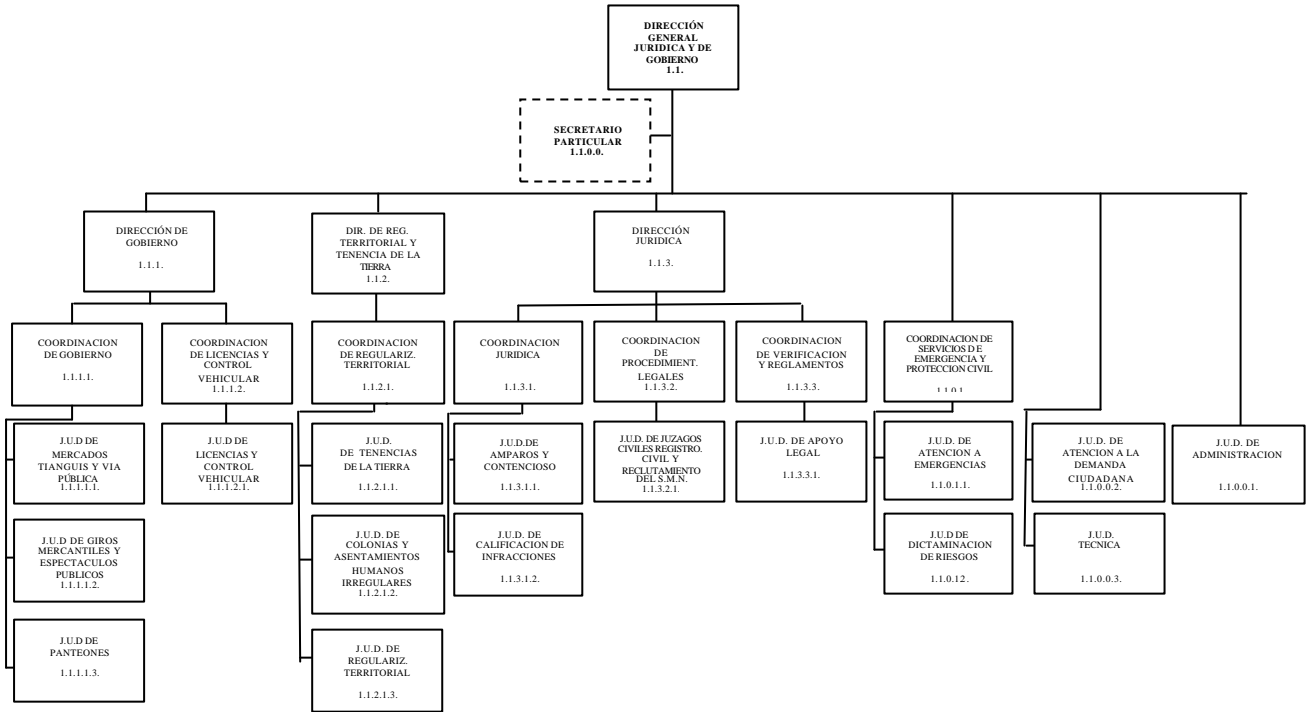 DIRECCIÓN
GENERAL
JURIDICA Y DE
GOBIERNO
1.1.
SECRETARIO
PARTICULAR
1.1.0.0.
DIRECCIÓN DE
GOBIERNO
1.1.1.
DIR. DE REG.
TERRITORIAL Y
TENENCIA DE LA
TIERRA
1.1.2.
DIRECCIÓN
JURIDICA
1.1.3.
COORDINACION
DE GOBIERNO
1.1.1.1.
COORDINACION
DE LICENCIAS Y
CONTROL
VEHICULAR
1.1.1.2.
COORDINACION
DE REGULARIZ.
TERRITORIAL
1.1.2.1.
COORDINACION
JURIDICA
1.1.3.1.
COORDINACION
DE
PROCEDIMIENT.
LEGALES
1.1.3.2.
COORDINACION
DE VERIFICACION
Y REGLAMENTOS
1.1.3.3.
COORDINACION DE
SERVICIOS D E
EMERGENCIA Y
PROTECCION CIVIL
1.1.0.1.
J.U.D DE
MERCADOS
TIANGUIS Y VIA
PÚBLICA
1.1.1.1.1.
J.U.D DE
LICENCIAS Y
CONTROL
VEHICULAR
1.1.1.2.1.
J.U.D.
DE TENENCIAS
DE LA TIERRA
1.1.2.1.1.
J.U.D.DE
AMPAROS Y
CONTENCIOSO
1.1.3.1.1.
J.U.D. DE JUZAGOS
CIVILES REGISTRO.
CIVIL Y
RECLUTAMIENTO
DEL S.M.N.
1.1.3.2.1.
J.U.D. DE APOYO
LEGAL
1.1.3.3.1.
J.U.D. DE
ATENCION A
EMERGENCIAS
1.1.0.1.1.
J.U.D. DE
ATENCION A LA
DEMANDA
CIUDADANA
1.1.0.0.2.
J.U.D. DE
ADMINISTRACION
1.1.0.0.1.
J.U.D DE GIROS
MERCANTILES Y
ESPECTACULOS
PUBLICOS
1.1.1.1.2.
J.U.D. DE
COLONIAS Y
ASENTAMIENTOS
HUMANOS
IRREGULARES
1.1.2.1.2.
J.U.D. DE
CALIFICACION DE
INFRACCIONES
1.1.3.1.2.
J.U.D DE
DICTAMINACION
DE RIESGOS
1.1.0.12.
J.U.D.
TECNICA
1.1.0.0.3.
J.U.D DE
PANTEONES
1.1.1.1.3.
J.U.D. DE
REGULARIZ.
TERRITORIAL
1.1.2.1.3.